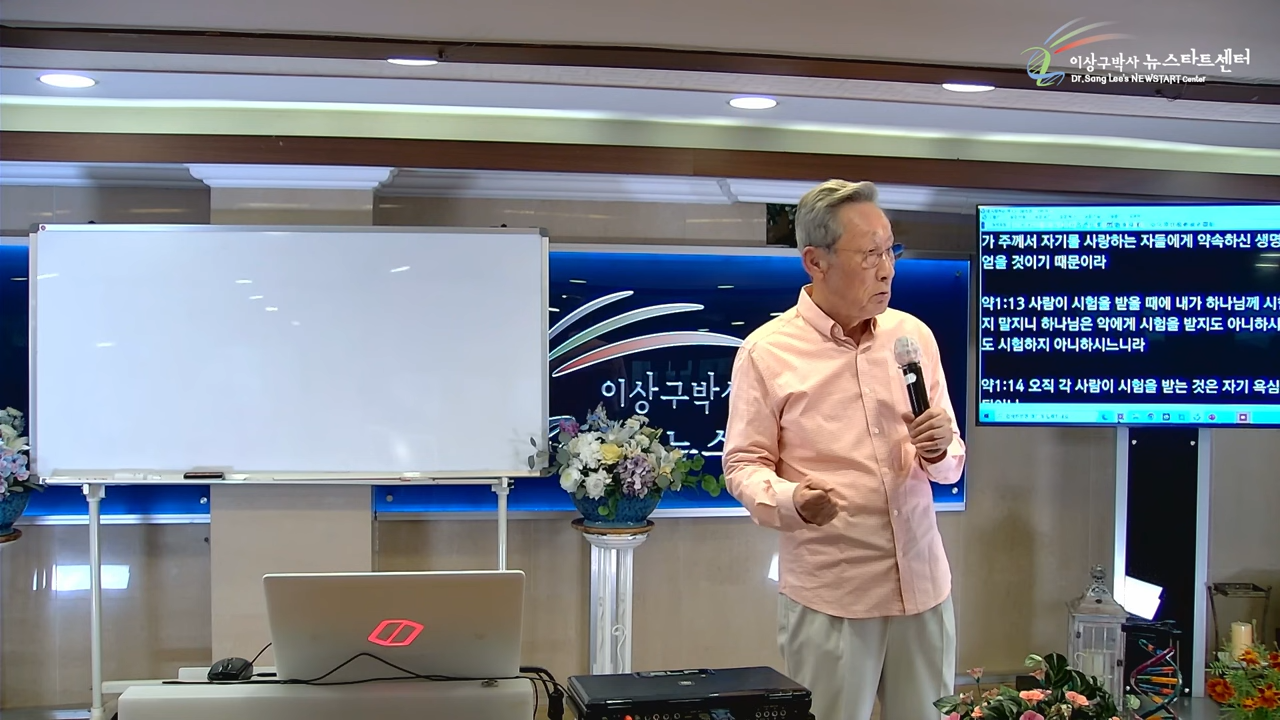 이상구박사 뉴스타트센터
Dr. Sang Lee's NEWSTART Center
가 주께서 자기를 사랑하는 자들에게 약속하신 생명
얻을 것이기 때문이라
약1:13 사람이 시험을 받을 때에 내가 하나님께 시험
지 말지니 하나님은 악에게 시험을 받지도 아니하시
도 시험하지 아니하시느니라
약1:14 오직 각 사람이 시험을 받는 것은 자기 욕심
이상구박사
뉴스